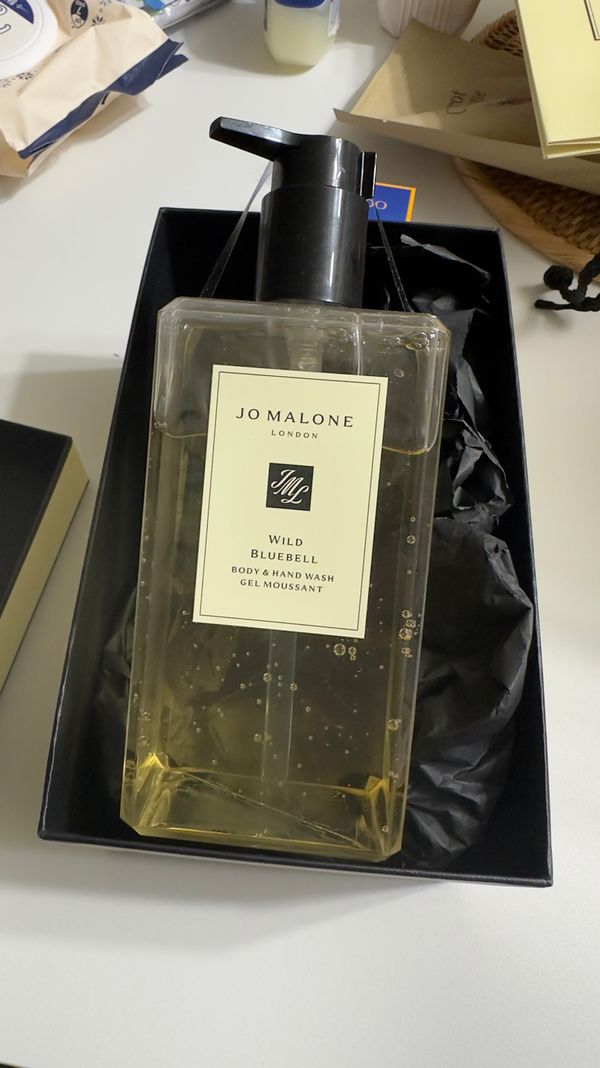 JO MALONE
LONDON
JML
WILD
BLUEBELL
BODY & HAND WASH
GEL MOUSSANT